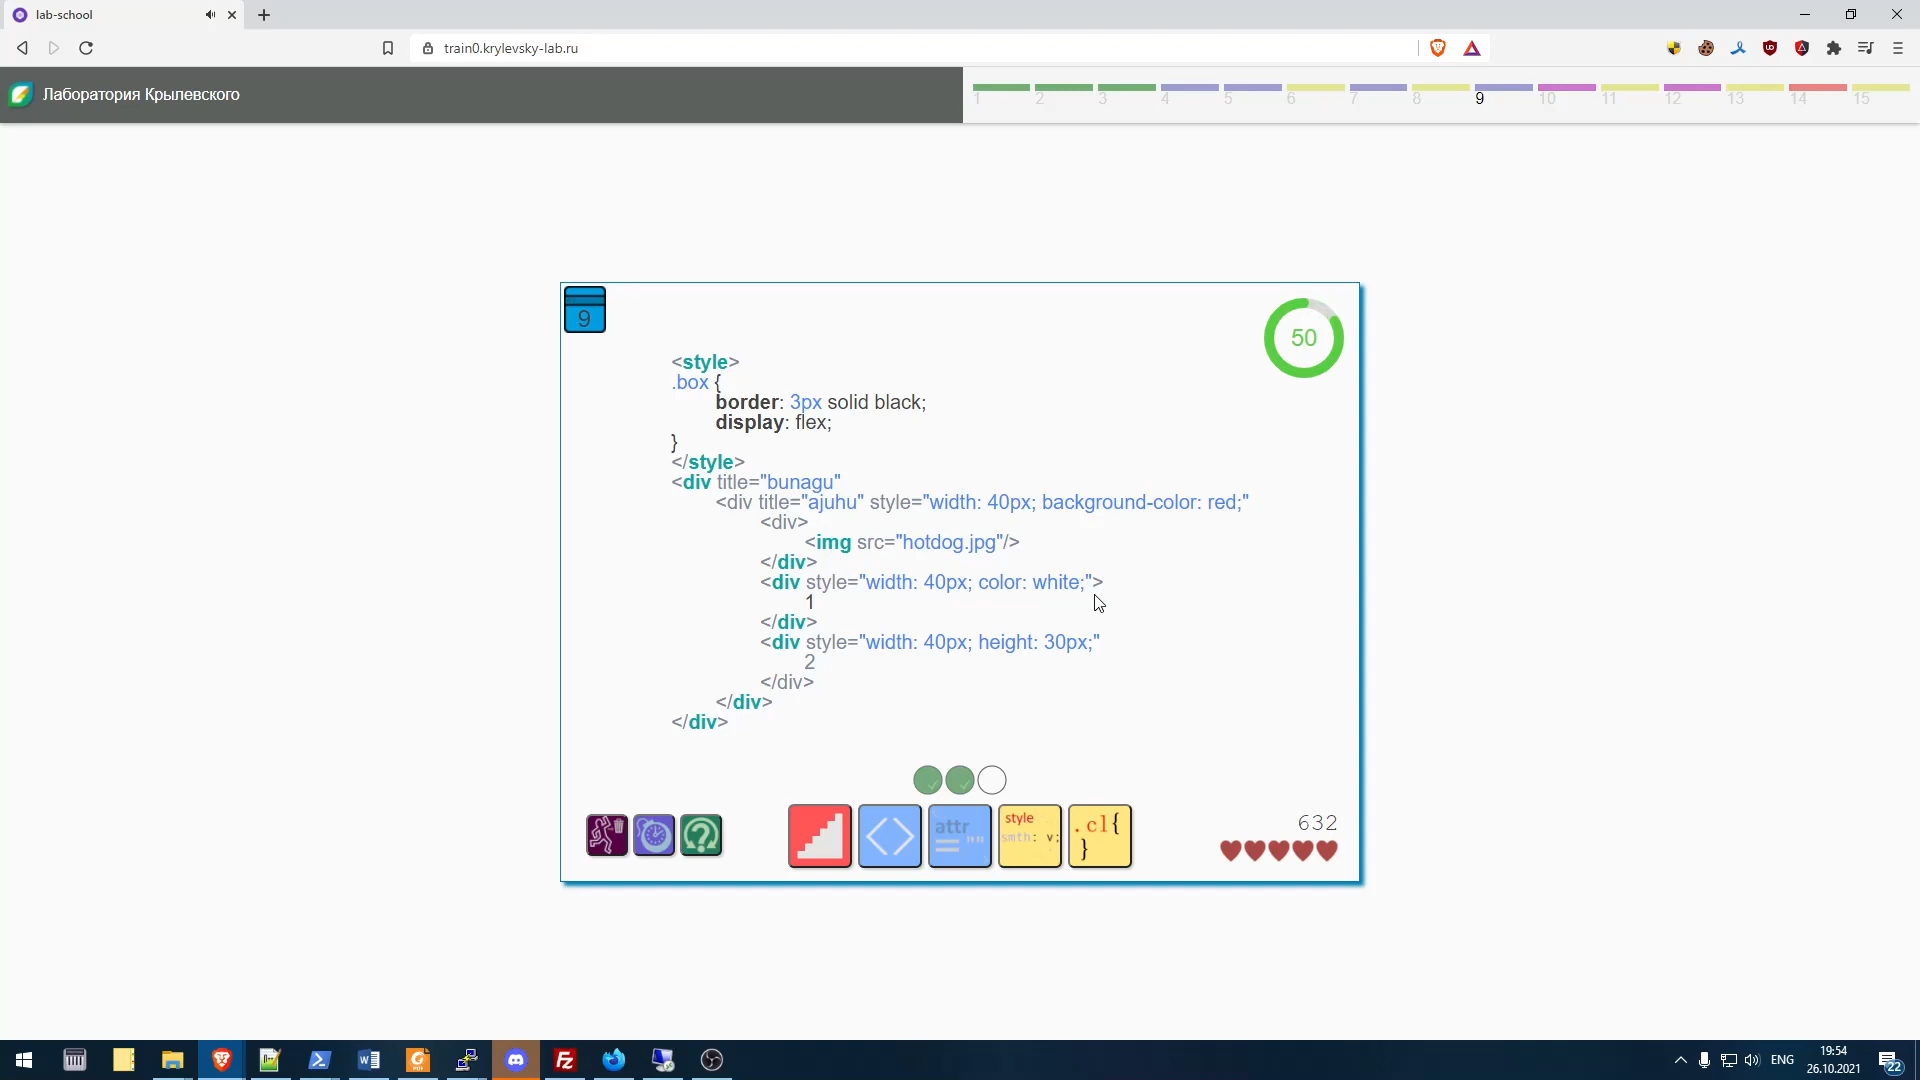 lab-school
train0.krylevsky-lab.ru
Лаборатория Крылевского
1 2 3 4 5 6 7 8 9 10 11 12 13 14 15
9
50
<style>
.box {
border: 3px solid black;
display: flex;
}
</style>
<div title="bunagu"
<div title="ajuhu" style="width: 40px; background-color: red;"
<div>
<img src="hotdog.jpg"/>
</div>
<div style="width: 40px; color: white;">
1
</div>
<div style="width: 40px; height: 30px;"
2
</div>
</div>
</div>
attr
=""
style
smth: v;
.cl{
}
632
ENG
19:54
26.10.2021
22